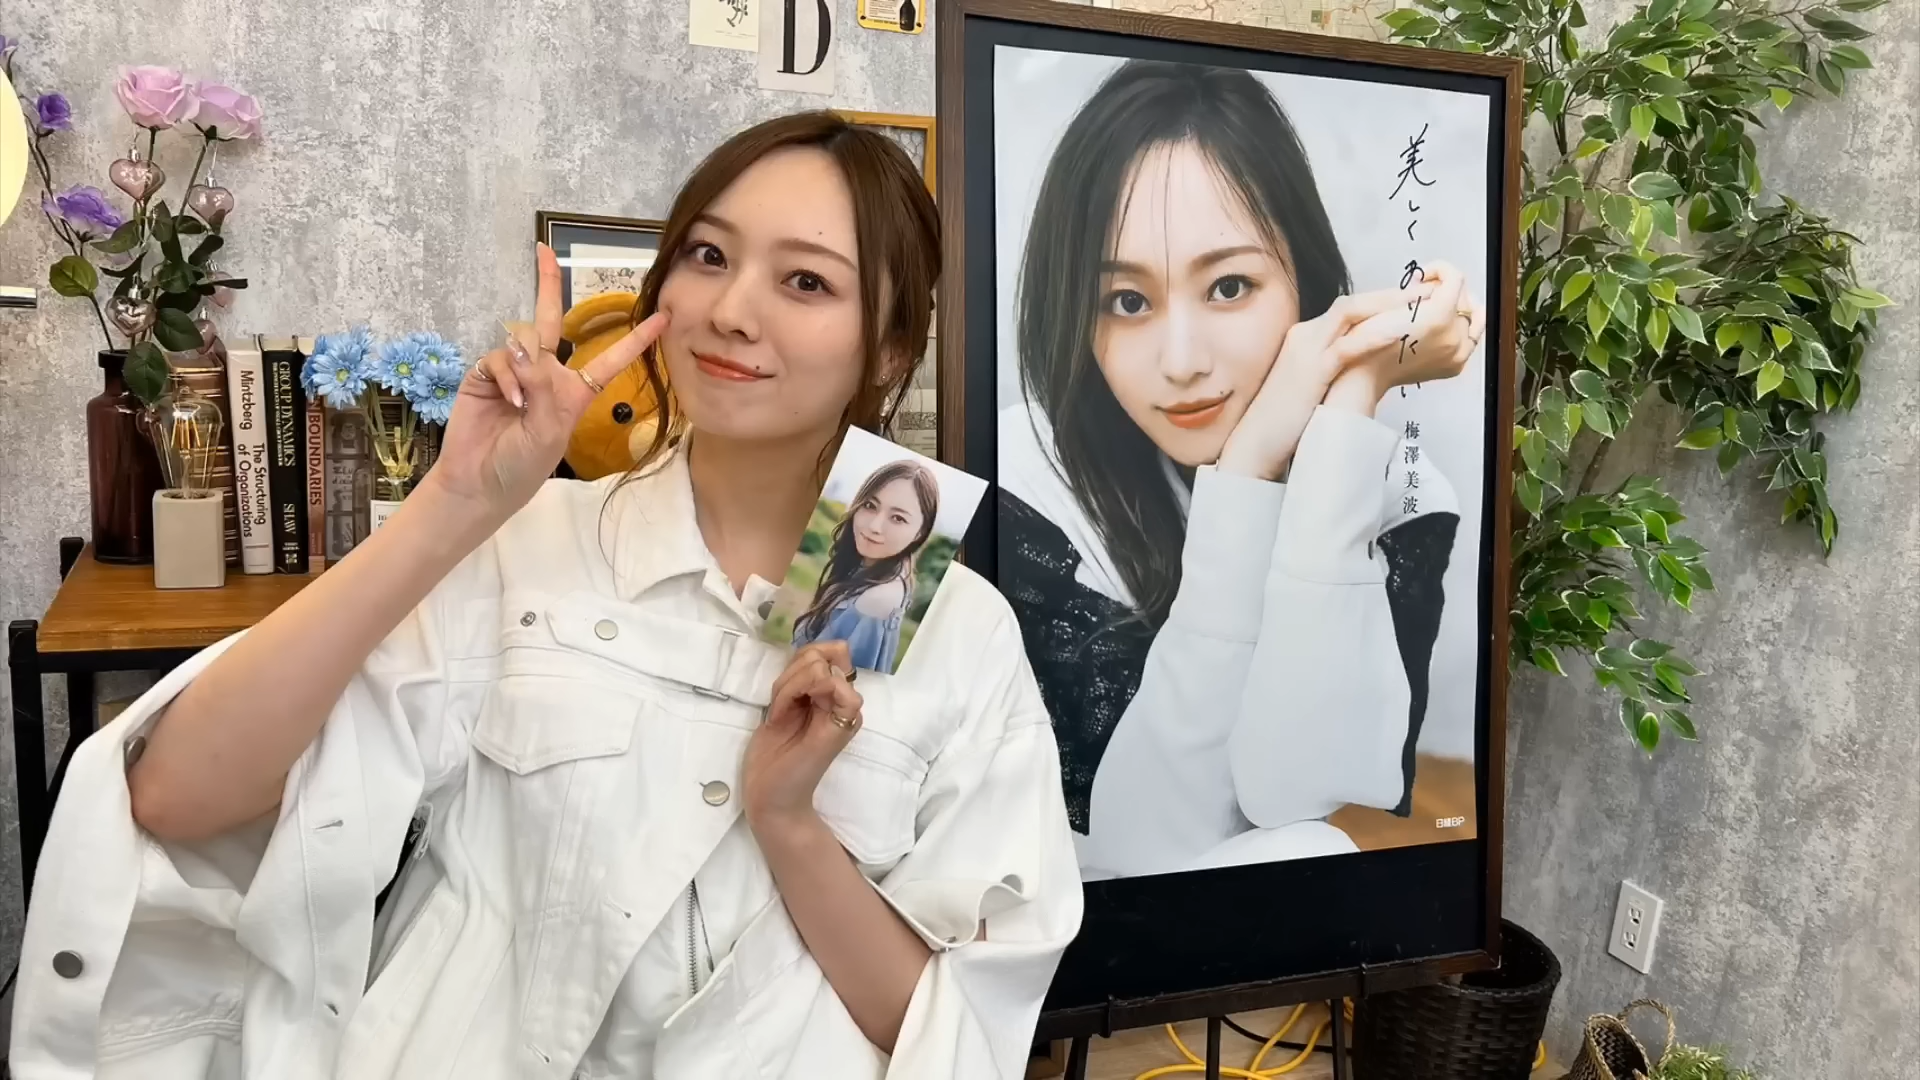 D
Mintzberg
The Structuring
of Organizations
GROUP DYNAMICS
SHAW
BOUNDARIES
美しくありたい
梅澤美波
日経BP